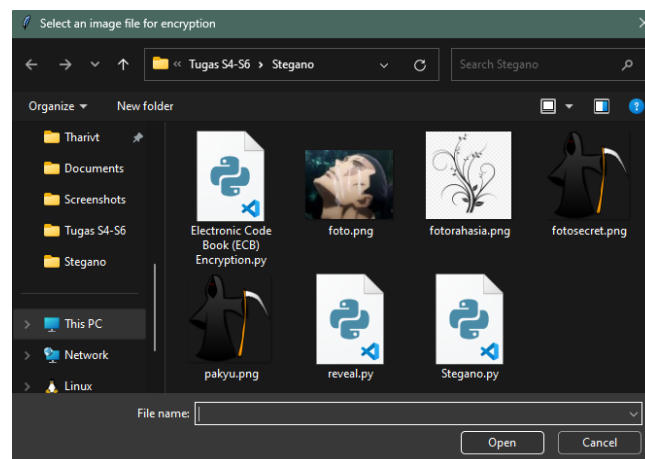 Select an image file for encryption
« Tugas S4-S6 › Stegano
Search Stegano
Organize
New folder
Tharivt
Documents
Screenshots
Tugas S4-S6
Stegano
This PC
Network
Linux
Electronic Code
Book (ECB)
Encryption.py
foto.png
fotorahasia.png
fotosecret.png
pakyu.png
reveal.py
Stegano.py
File name:
Open
Cancel